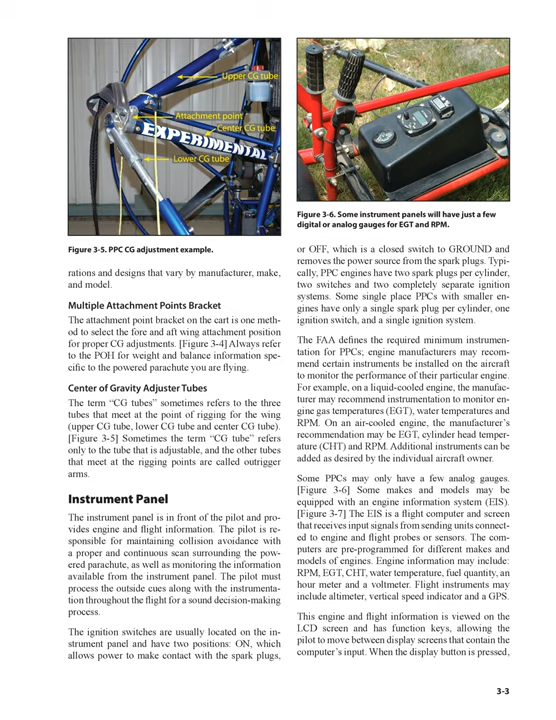 Upper CG tube
Attachment point
Center CG tube
EXPERIMENTAL
Lower CG tube
Figure 3-5. PPC CG adjustment example.
rations and designs that vary by manufacturer, make,
and model.
Multiple Attachment Points Bracket
The attachment point bracket on the cart is one meth-
od to select the fore and aft wing attachment position
for proper CG adjustments. [Figure 3-4] Always refer
to the POH for weight and balance information spe-
cific to the powered parachute you are flying.
Center of Gravity Adjuster Tubes
The term “CG tubes” sometimes refers to the three
tubes that meet at the point of rigging for the wing
(upper CG tube, lower CG tube and center CG tube).
[Figure 3-5] Sometimes the term “CG tube” refers
only to the tube that is adjustable, and the other tubes
that meet at the rigging points are called outrigger
arms.
Instrument Panel
The instrument panel is in front of the pilot and pro-
vides engine and flight information. The pilot is re-
sponsible for maintaining collision avoidance with
a proper and continuous scan surrounding the pow-
ered parachute, as well as monitoring the information
available from the instrument panel. The pilot must
process the outside cues along with the instrumenta-
tion throughout the flight for a sound decision-making
process.
The ignition switches are usually located on the in-
strument panel and have two positions: ON, which
allows power to make contact with the spark plugs,
Figure 3-6. Some instrument panels will have just a few
digital or analog gauges for EGT and RPM.
or OFF, which is a closed switch to GROUND and
removes the power source from the spark plugs. Typi-
cally, PPC engines have two spark plugs per cylinder,
two switches and two completely separate ignition
systems. Some single place PPCs with smaller en-
gines have only a single spark plug per cylinder, one
ignition switch, and a single ignition system.
The FAA defines the required minimum instrumen-
tation for PPCs; engine manufacturers may recom-
mend certain instruments be installed on the aircraft
to monitor the performance of their particular engine.
For example, on a liquid-cooled engine, the manufac-
turer may recommend instrumentation to monitor en-
gine gas temperatures (EGT), water temperatures and
RPM. On an air-cooled engine, the manufacturer’s
recommendation may be EGT, cylinder head temper-
ature (CHT) and RPM. Additional instruments can be
added as desired by the individual aircraft owner.
Some PPCs may only have a few analog gauges.
[Figure 3-6] Some makes and models may be
equipped with an engine information system (EIS).
[Figure 3-7] The EIS is a flight computer and screen
that receives input signals from sending units connect-
ed to engine and flight probes or sensors. The com-
puters are pre-programmed for different makes and
models of engines. Engine information may include:
RPM, EGT, CHT, water temperature, fuel quantity, an
hour meter and a voltmeter. Flight instruments may
include altimeter, vertical speed indicator and a GPS.
This engine and flight information is viewed on the
LCD screen and has function keys, allowing the
pilot to move between display screens that contain the
computer’s input. When the display button is pressed,
3-3